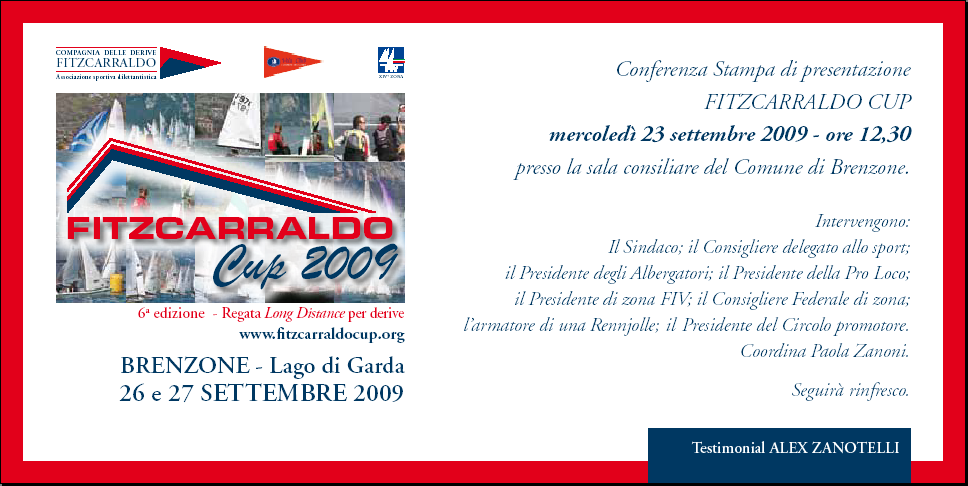 COMPAGNIA DELLE DERIVE
FITZCARRALDO
Associazione sportiva dilettantistica
XIVª ZONA
FITZCARRALDO
Cup 2009
6ª edizione - Regata Long Distance per derive
www.fitzcarraldocup.org
BRENZONE - Lago di Garda
26 e 27 SETTEMBRE 2009
Conferenza Stampa di presentazione
FITZCARRALDO CUP
mercoledì 23 settembre 2009 - ore 12,30
presso la sala consiliare del Comune di Brenzone.
Intervengono:
Il Sindaco; il Consigliere delegato allo sport;
il Presidente degli Albergatori; il Presidente della Pro Loco;
il Presidente di zona FIV; il Consigliere Federale di zona;
l'armatore di una Rennjolle; il Presidente del Circolo promotore.
Coordina Paola Zanoni.
Seguirà rinfresco.
Testimonial ALEX ZANOTELLI